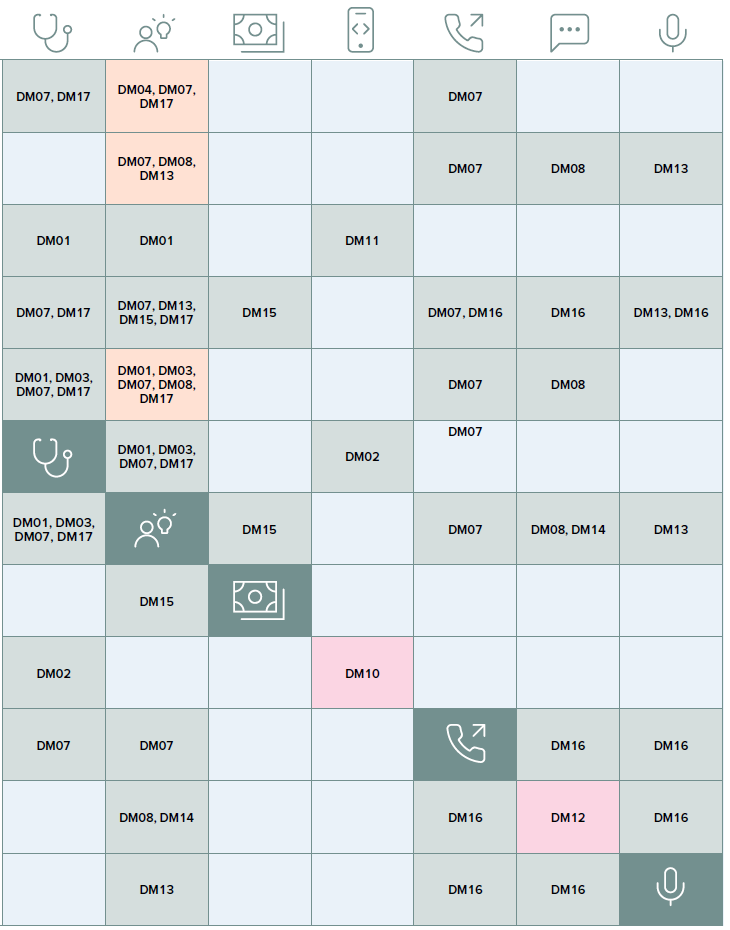 DM07, DM17
DM04, DM07,
DM17
DM07
DM07, DM08,
DM13
DM07
DM08
DM13
DM01
DM01
DM11
DM07, DM17
DM07, DM13,
DM15, DM17
DM15
DM07, DM16
DM16
DM13, DM16
DM01, DM03,
DM07, DM17
DM01, DM03,
DM07, DM08,
DM17
DM07
DM08
DM01, DM03,
DM07, DM17
DM02
DM07
DM01, DM03,
DM07, DM17
DM15
DM07
DM08, DM14
DM13
DM15
DM02
DM10
DM07
DM07
DM16
DM16
DM08, DM14
DM16
DM12
DM16
DM13
DM16
DM16